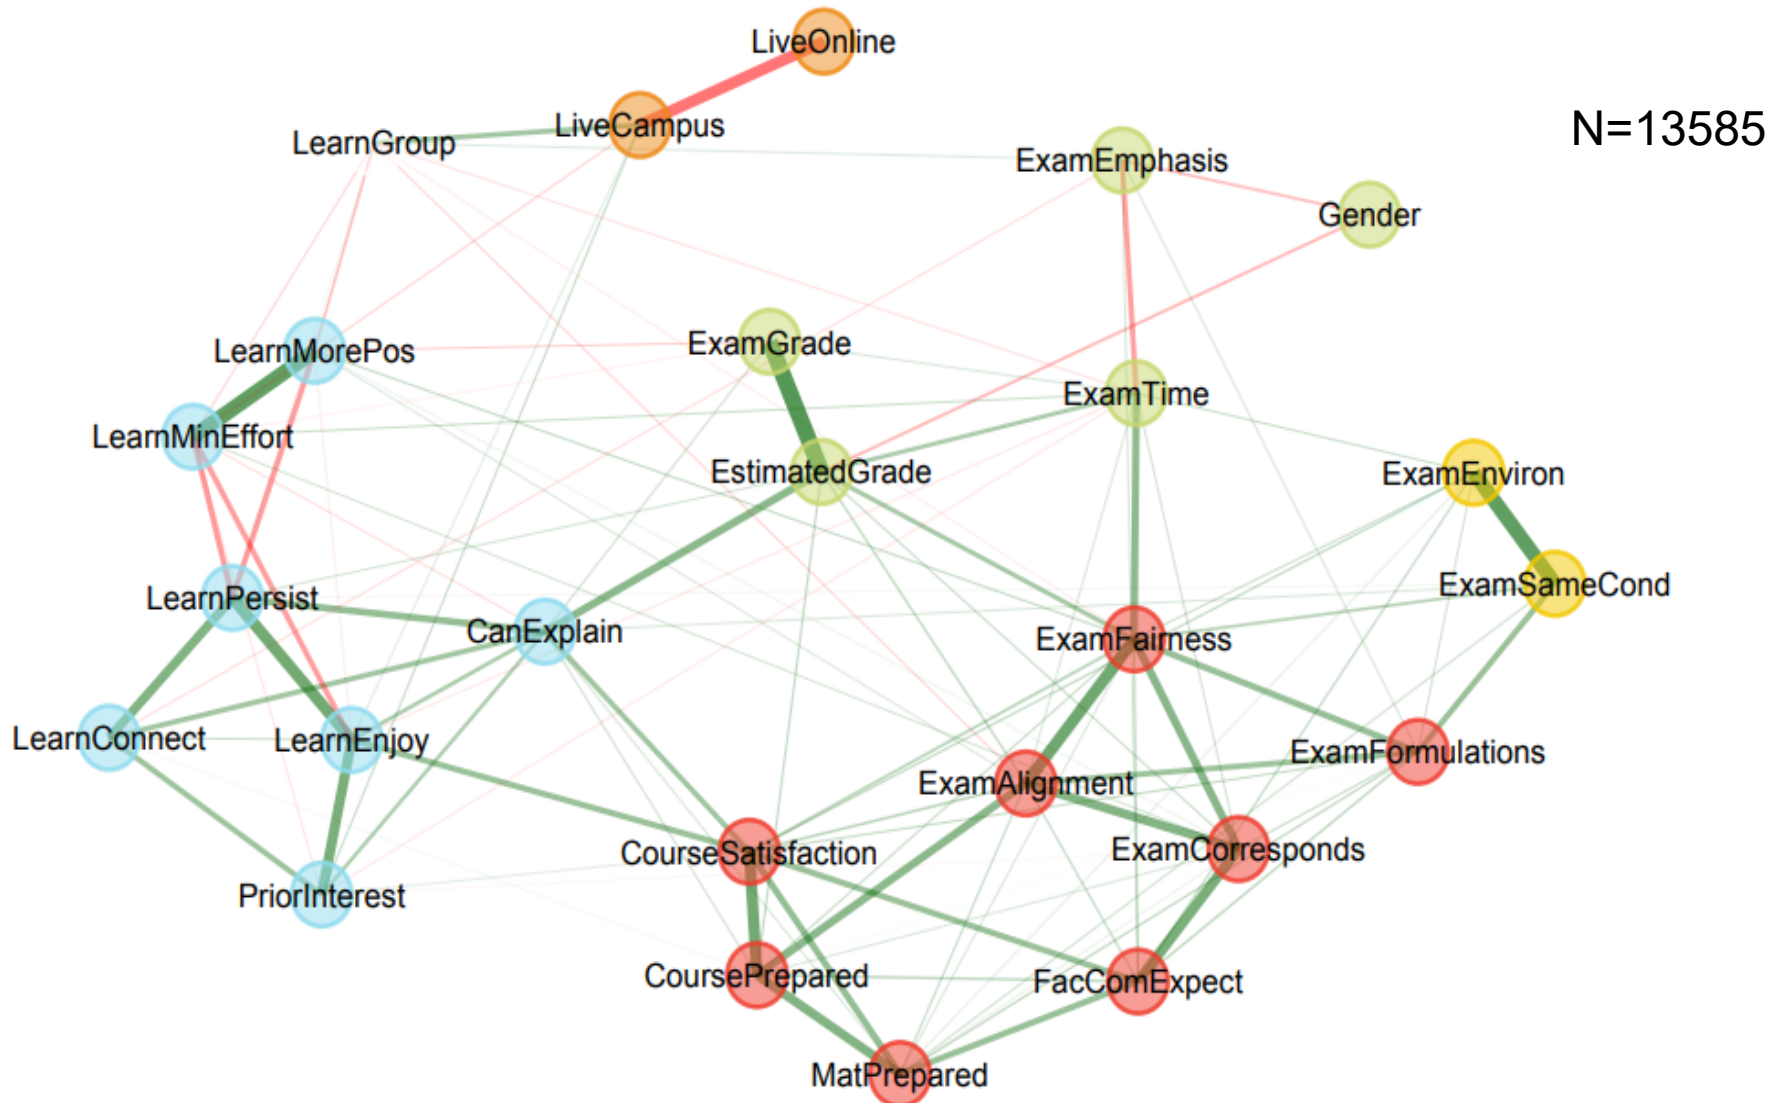 LiveOnline
LiveCampus
N=13585
LearnGroup
ExamEmphasis
Gender
LearnMorePos
ExamGrade
ExamTime
LearnMinEffort
EstimatedGrade
ExamEnviron
ExamSameCond
LearnPersist
CanExplain
ExamFairness
LearnConnect
LearnEnjoy
ExamFormulations
ExamAlignment
CourseSatisfaction
ExamCorresponds
PriorInterest
CoursePrepared
FacComExpect
MatPrepared